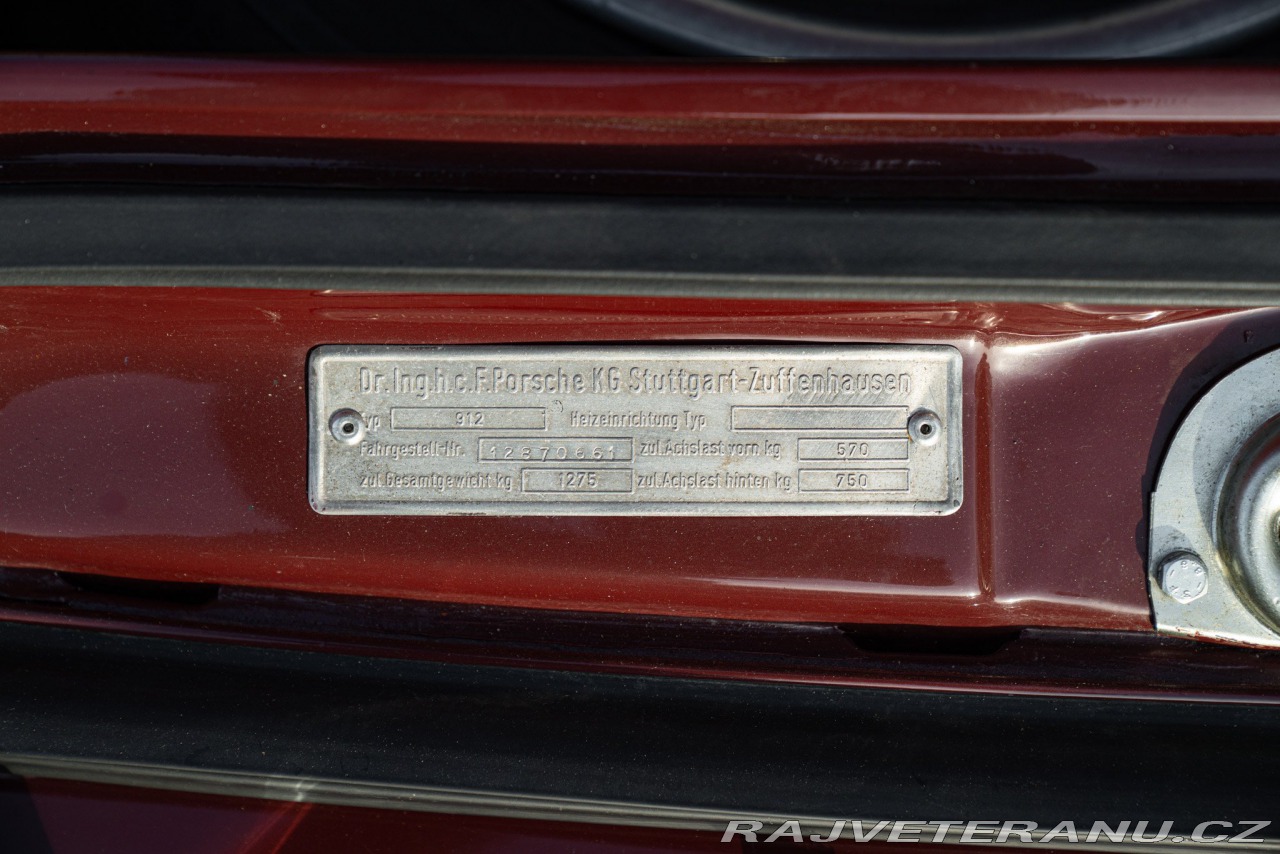 Dr.Ing.h.c.F.Porsche KG Stuttgart-Zuffenhausen
Typ 912 Heizeinrichtung Typ
Fahrgestell-Nr. 12870661 zul.Achslast vorn kg 570
zul.Gesamtgewicht kg 1275 zul.Achslast hinten kg 750
RAJVETERANU.CZ